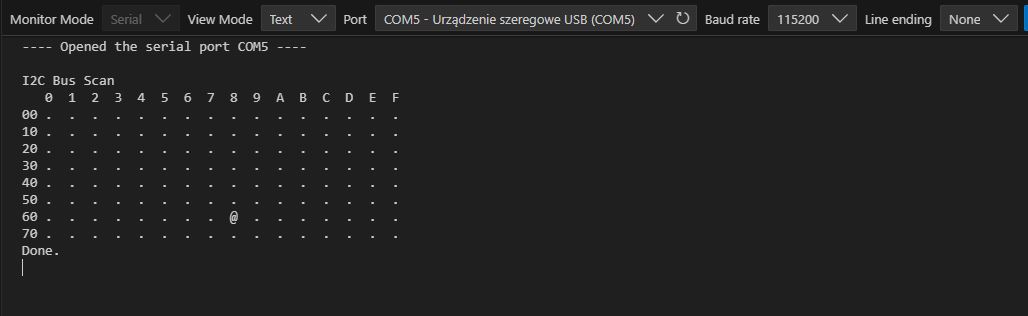 Monitor Mode Serial View Mode Text Port COM5 - Urządzenie szeregowe USB (COM5) Baud rate 115200 Line ending None
---- Opened the serial port COM5 ----
I2C Bus Scan
0 1 2 3 4 5 6 7 8 9 A B C D E F
00 . . . . . . . . . . . . . . . .
10 . . . . . . . . . . . . . . . .
20 . . . . . . . . . . . . . . . .
30 . . . . . . . . . . . . . . . .
40 . . . . . . . . . . . . . . . .
50 . . . . . . . . . . . . . . . .
60 . . . . . . . . @ . . . . . . .
70 . . . . . . . . . . . . . . . .
Done.